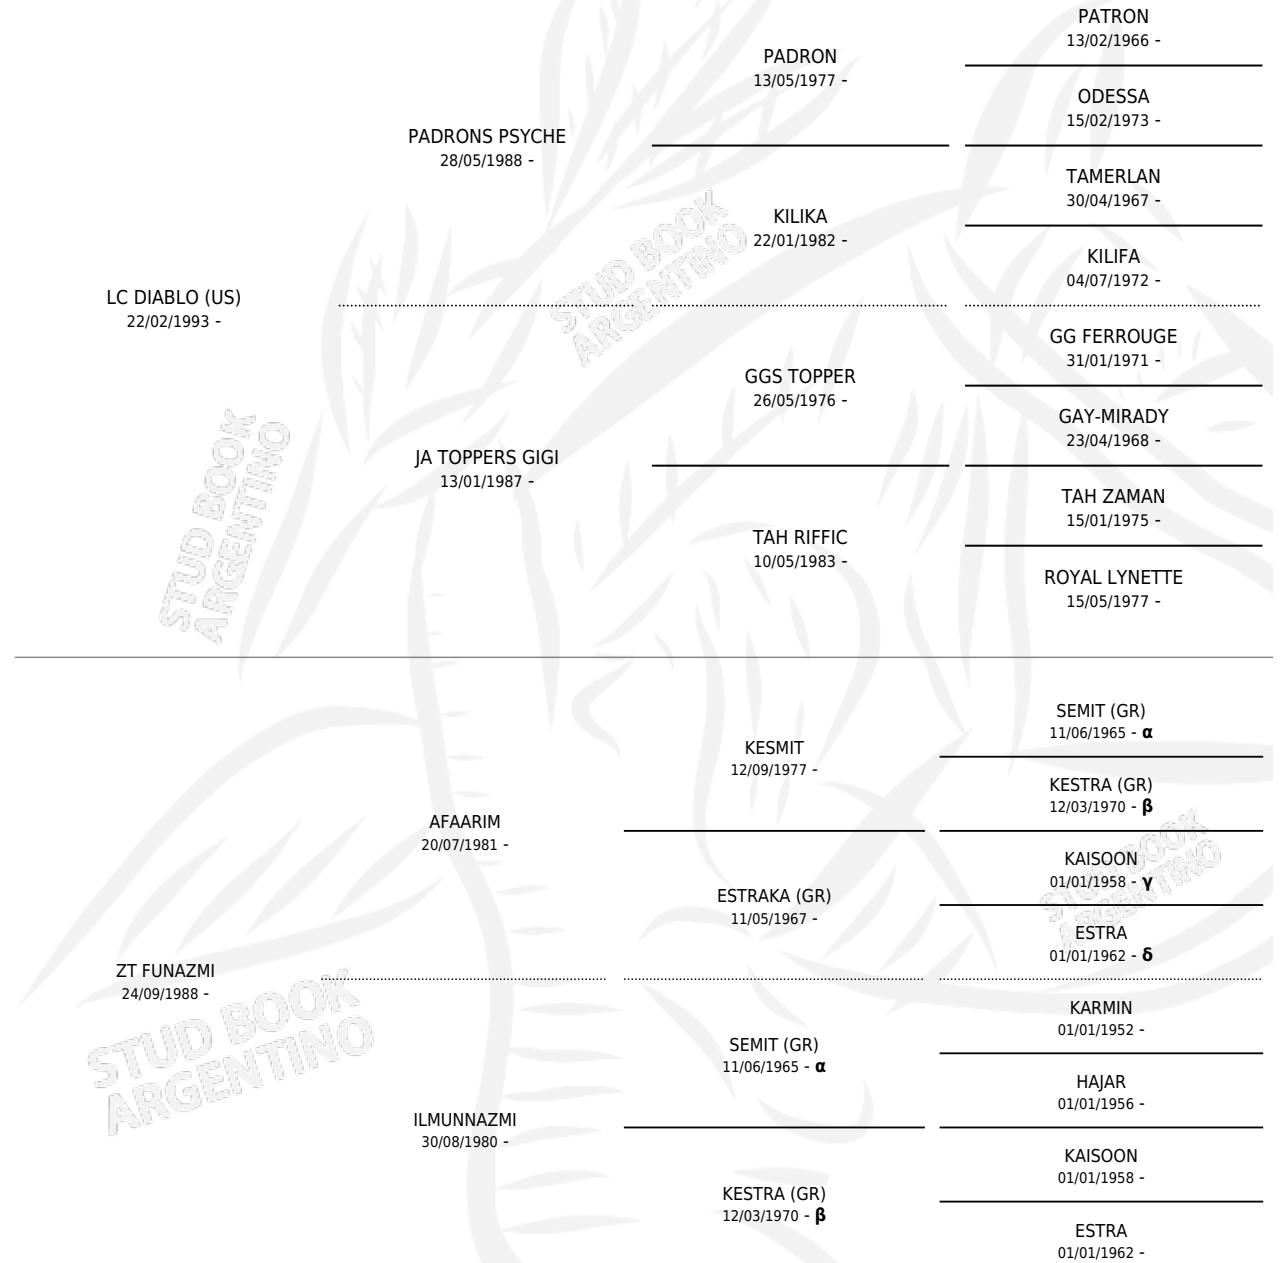 PATRON
13/02/1966 -
PADRON
13/05/1977 -
ODESSA
15/02/1973 -
PADRONS PSYCHE
28/05/1988 -
TAMERLAN
30/04/1967 -
KILIKA
22/01/1982 -
KILIFA
04/07/1972 -
LC DIABLO (US)
22/02/1993 -
GG FERROUGE
31/01/1971 -
GGS TOPPER
26/05/1976 -
GAY-MIRADY
23/04/1968 -
JA TOPPERS GIGI
13/01/1987 -
TAH ZAMAN
15/01/1975 -
TAH RIFFIC
10/05/1983 -
ROYAL LYNETTE
15/05/1977 -
SEMIT (GR)
11/06/1965 - α
KESMIT
12/09/1977 -
KESTRA (GR)
12/03/1970 - β
AFAARIM
20/07/1981 -
KAISOON
01/01/1958 - γ
ESTRAKA (GR)
11/05/1967 -
ESTRA
01/01/1962 - δ
ZT FUNAZMI
24/09/1988 -
KARMIN
01/01/1952 -
SEMIT (GR)
11/06/1965 - α
HAJAR
01/01/1956 -
ILMUNNAZMI
30/08/1980 -
KAISOON
01/01/1958 -
KESTRA (GR)
12/03/1970 - β
ESTRA
01/01/1962 -
STUD BOOK
ARGENTINO
STUD BOOK
ARGENTINO
STUD BOOK
ARGENTINO
STUD BOOK
ARGENTINO